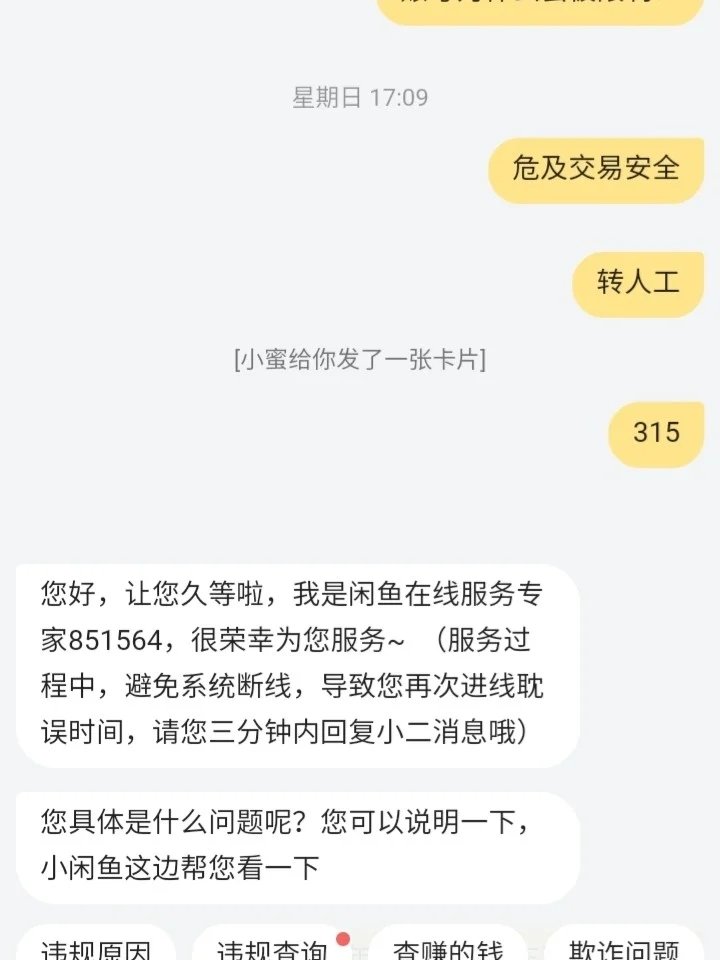 星期日 17:09
危及交易安全
转人工
[小蜜给你发了一张卡片]
315
您好，让您久等啦，我是闲鱼在线服务专
家851564，很荣幸为您服务~ （服务过
程中，避免系统断线，导致您再次进线耽
误时间，请您三分钟内回复小二消息哦）
您具体是什么问题呢？您可以说明一下，
小闲鱼这边帮您看一下
违规原因 违规查询 查赚的钱 欺诈问题